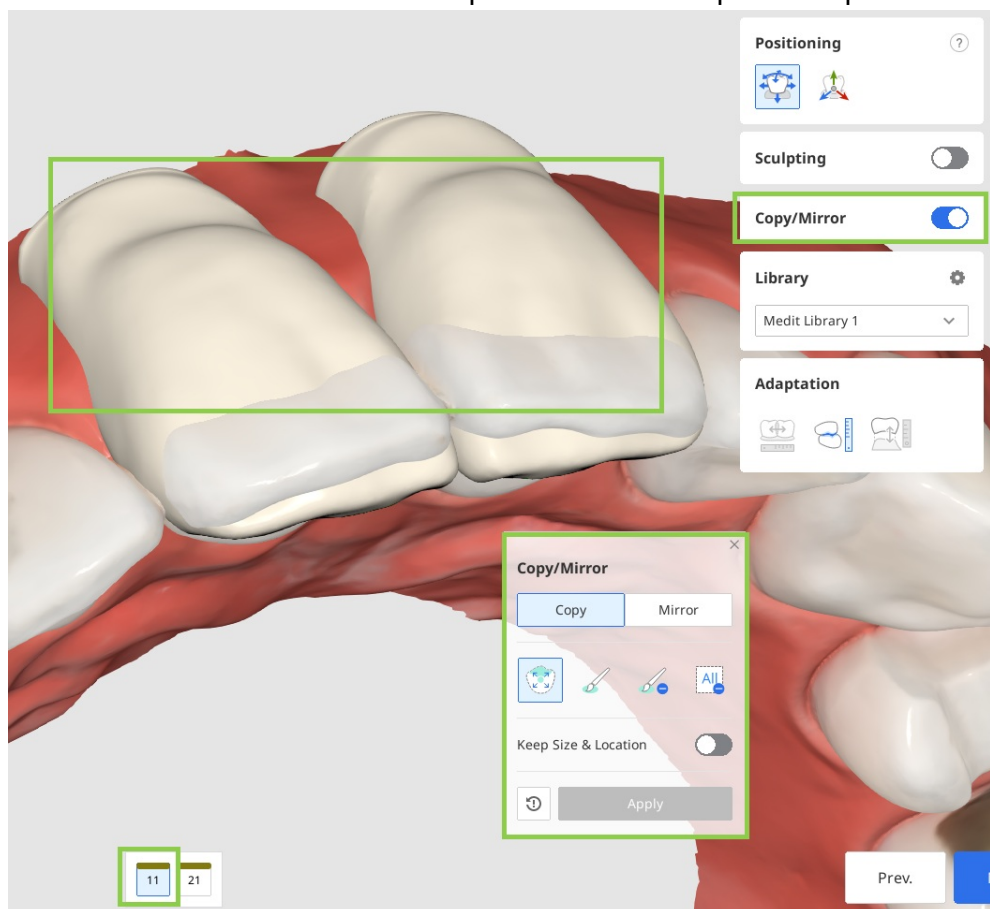 Positioning
?
Sculpting
Copy/Mirror
Library
Medit Library 1
Adaptation
Copy/Mirror
Copy
Mirror
All
Keep Size & Location
Apply
11
21
Prev.